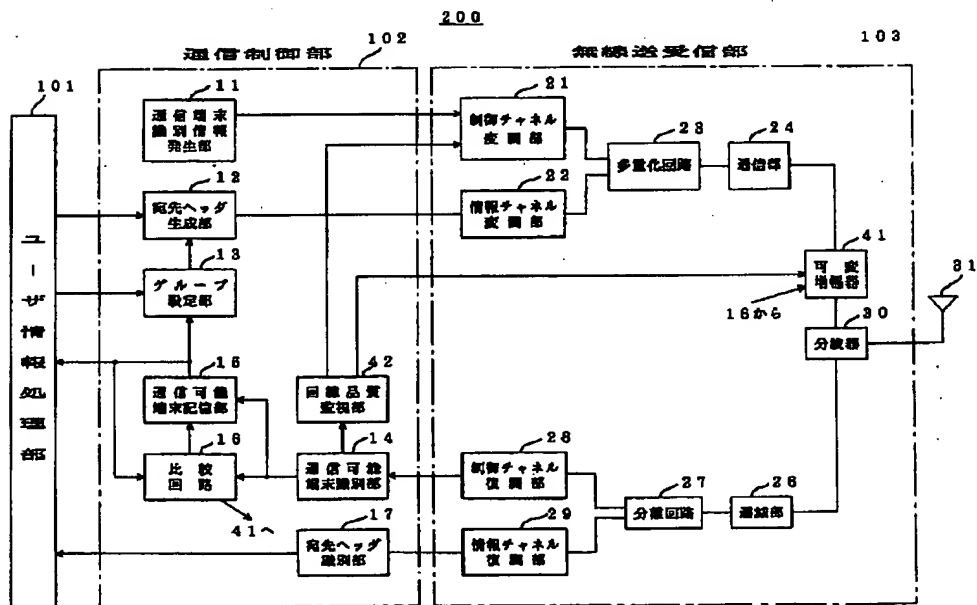 200
通信制御部
102
無線送受信部
103
101
ユーザ情報処理部
11
通信端末
識別情報
発生部
12
宛先ヘッダ
生成部
13
グループ
設定部
15
通信可能
端末記憶部
16
比較
回路
41へ
17
宛先ヘッダ
識別部
42
回線品質
監視部
14
通信可能
端末識別部
21
制御チャネル
変調部
22
情報チャネル
変調部
23
多重化回路
24
送信部
41
可変
増幅器
16から
30
分波器
31
28
制御チャネル
復調部
29
情報チャネル
復調部
27
分離回路
26